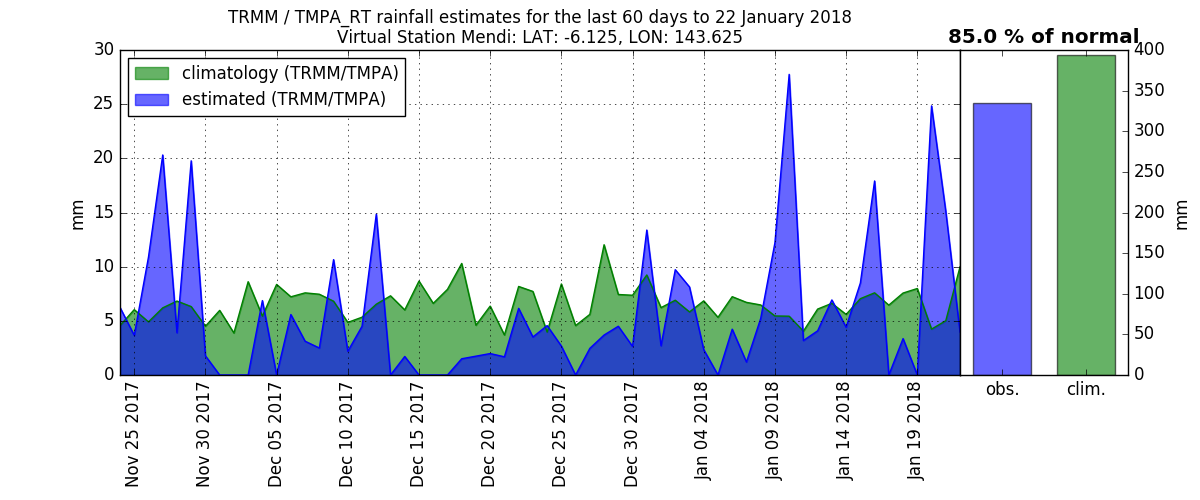 TRMM / TMPA_RT rainfall estimates for the last 60 days to 22 January 2018
Virtual Station Mendi: LAT: -6.125, LON: 143.625
85.0 % of normal
climatology (TRMM/TMPA)
estimated (TRMM/TMPA)
mm
30
25
20
15
10
5
0
Nov 25 2017
Nov 30 2017
Dec 05 2017
Dec 10 2017
Dec 15 2017
Dec 20 2017
Dec 25 2017
Dec 30 2017
Jan 04 2018
Jan 09 2018
Jan 14 2018
Jan 19 2018
obs.
clim.
400
350
300
250
200
150
100
50
0
mm